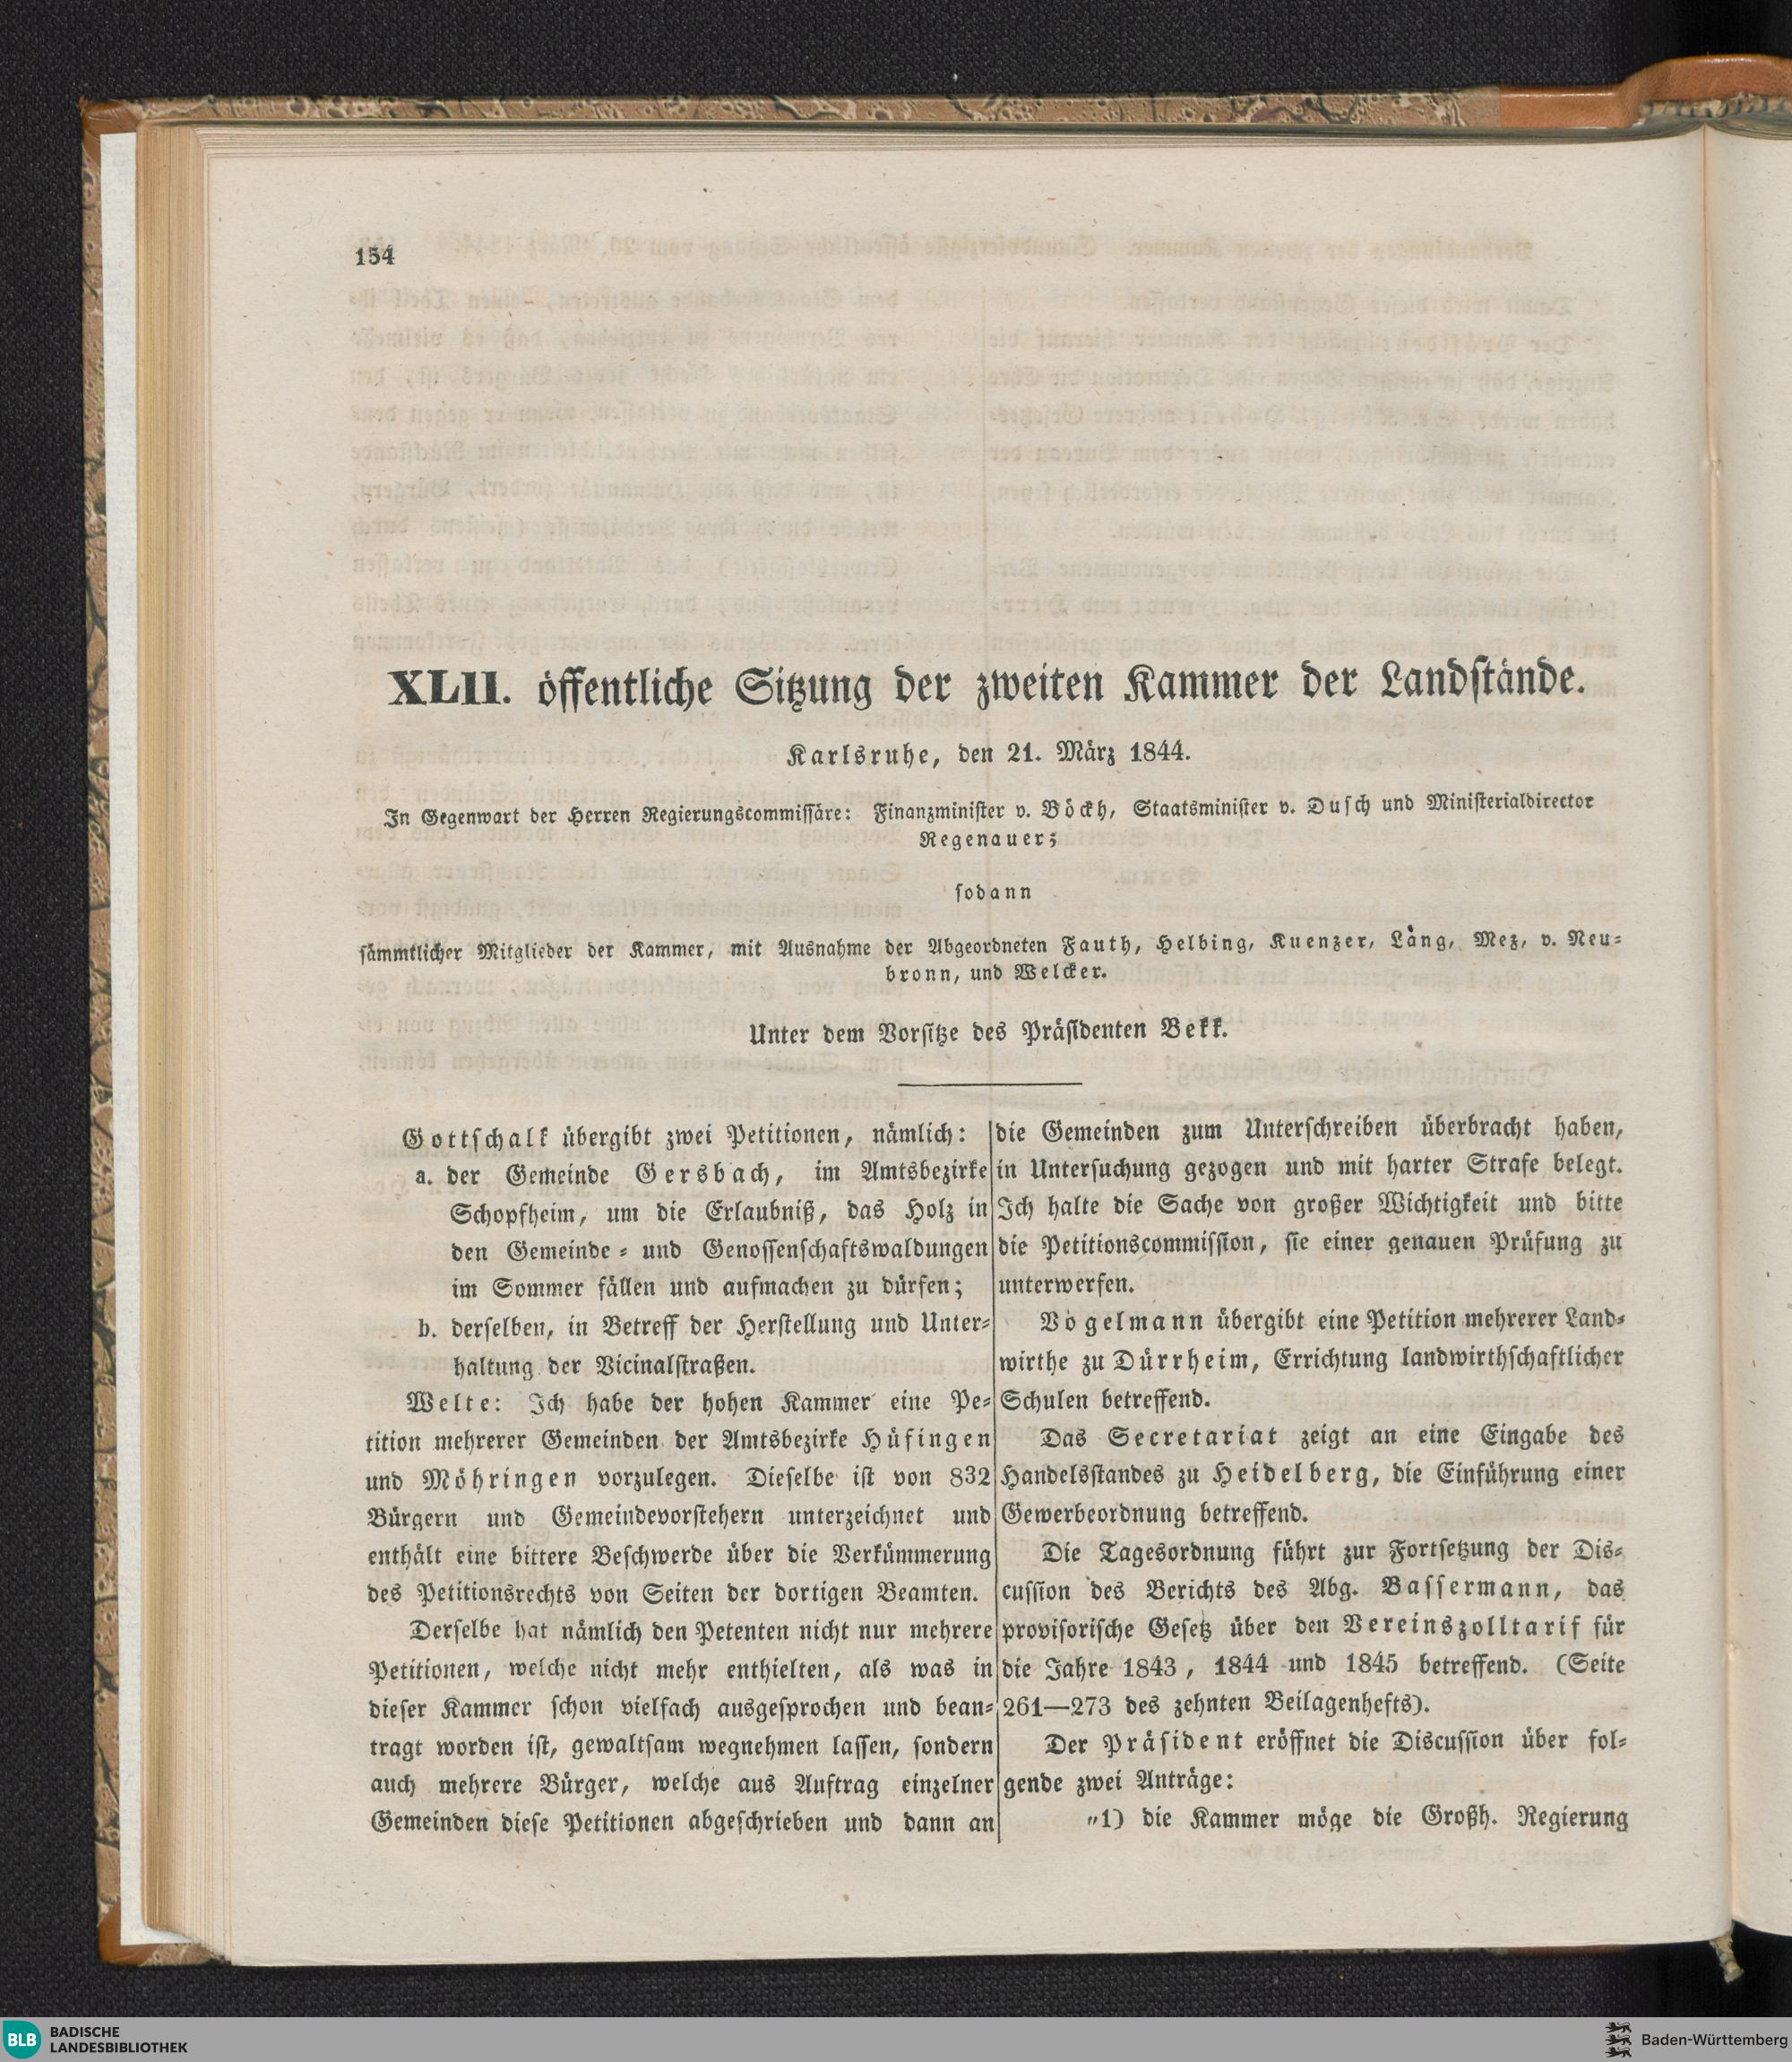 154
XLII. öffentliche Sitzung der zweiten Kammer der Landstände.
Karlsruhe, den 21. März 1844.
In Gegenwart der Herren Regierungscommissäre: Finanzminister v. Böckh, Staatsminister v. Dusch und Ministerialdirector
Regenauer;
sodann
sämmtlicher Mitglieder der Kammer, mit Ausnahme der Abgeordneten Fauth, Helbing, Kuenzer, Lang, Mez, v. Neu-
bronn, und Welcker.
Unter dem Vorsitze des Präsidenten Bekk.
Gottschalk übergibt zwei Petitionen, nämlich:
a. der Gemeinde Gersbach, im Amtsbezirke
Schopfheim, um die Erlaubniß, das Holz in
den Gemeinde- und Genossenschaftswaldungen
im Sommer fällen und aufmachen zu dürfen;
b. derselben, in Betreff der Herstellung und Unter-
haltung der Vicinalstraßen.
Welte: Ich habe der hohen Kammer eine Pe-
tition mehrerer Gemeinden der Amtsbezirke Hüfingen
und Möhringen vorzulegen. Dieselbe ist von 832
Bürgern und Gemeindevorstehern unterzeichnet und
enthält eine bittere Beschwerde über die Verkümmerung
des Petitionsrechts von Seiten der dortigen Beamten.
Derselbe hat nämlich den Petenten nicht nur mehrere
Petitionen, welche nicht mehr enthielten, als was in
dieser Kammer schon vielfach ausgesprochen und bean-
tragt worden ist, gewaltsam wegnehmen lassen, sondern
auch mehrere Bürger, welche aus Auftrag einzelner
Gemeinden diese Petitionen abgeschrieben und dann an
die Gemeinden zum Unterschreiben überbracht haben,
in Untersuchung gezogen und mit harter Strafe belegt.
Ich halte die Sache von großer Wichtigkeit und bitte
die Petitionscommission, sie einer genauen Prüfung zu
unterwerfen.
Vogelmann übergibt eine Petition mehrerer Land-
wirthe zu Dürrheim, Errichtung landwirthschaftlicher
Schulen betreffend.
Das Secretariat zeigt an eine Eingabe des
Handelsstandes zu Heidelberg, die Einführung einer
Gewerbeordnung betreffend.
Die Tagesordnung führt zur Fortsetzung der Dis-
cussion des Berichts des Abg. Bassermann, das
provisorische Gesetz über den Vereinszolltarif für
die Jahre 1843, 1844 und 1845 betreffend. (Seite
261—273 des zehnten Beilagenhefts).
Der Präsident eröffnet die Discussion über fol-
gende zwei Anträge:
„1) die Kammer möge die Großh. Regierung
BLB BADISCHE
LANDESBIBLIOTHEK
Baden-Württemberg